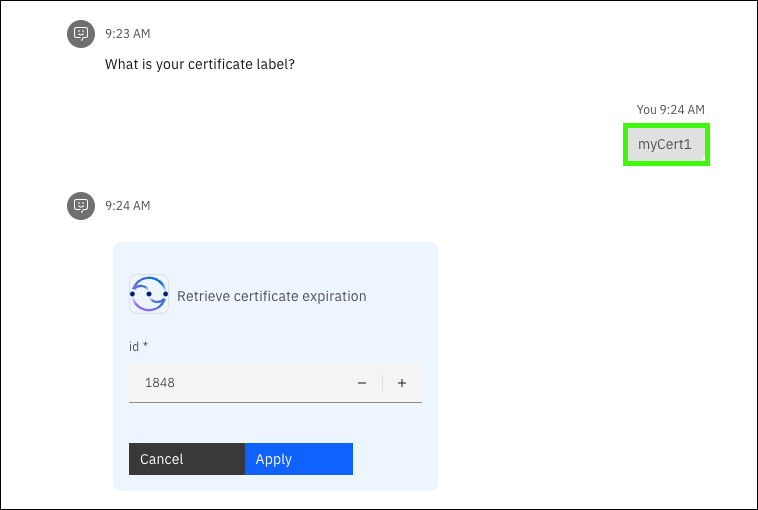 9:23 AM
What is your certificate label?
You 9:24 AM
myCert1
9:24 AM
Retrieve certificate expiration
id *
1848
Cancel Apply